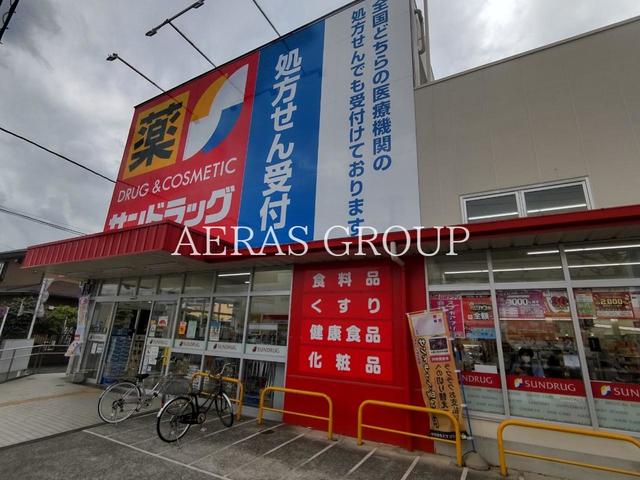 薬
DRUG & COSMETIC
サンドラッグ
処方せん受付
全国どちらの医療機関の
処方せんでも受付けております
AERAS GROUP
食料品
くすり
健康食品
化粧品
SUNDRUG
SUNDRUG
SUNDRUG